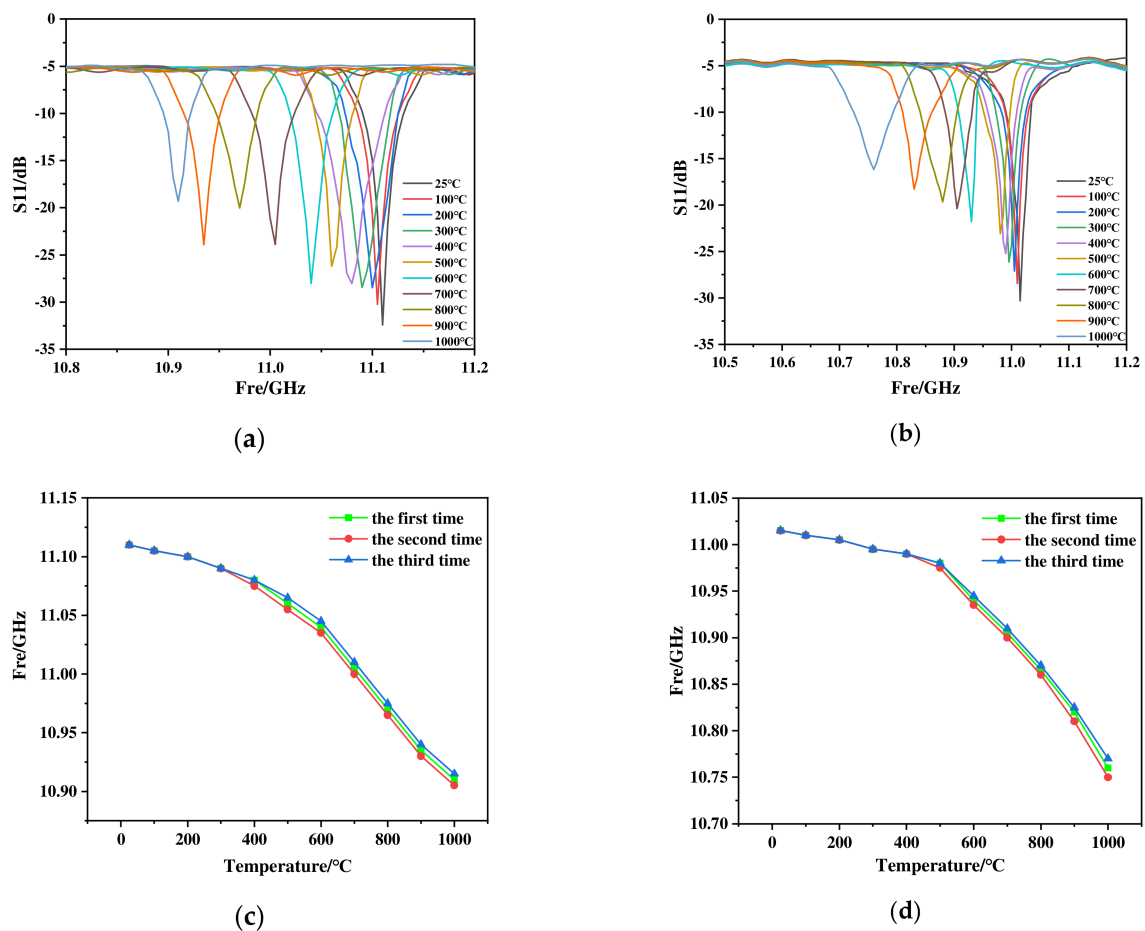 0
-5
-10
-15
-20
-25
-30
-35
S11/dB
25℃
100℃
200℃
300℃
400℃
500℃
600℃
700℃
800℃
900℃
1000℃
10.8 10.9 11.0 11.1 11.2
Fre/GHz
(a)
0
-5
-10
-15
-20
-25
-30
-35
S11/dB
25℃
100℃
200℃
300℃
400℃
500℃
600℃
700℃
800℃
900℃
1000℃
10.5 10.6 10.7 10.8 10.9 11.0 11.1 11.2
Fre/GHz
(b)
11.15
11.10
11.05
11.00
10.95
10.90
Fre/GHz
the first time
the second time
the third time
0 200 400 600 800 1000
Temperature/℃
(c)
11.05
11.00
10.95
10.90
10.85
10.80
10.75
10.70
Fre/GHz
the first time
the second time
the third time
0 200 400 600 800 1000
Temperature/℃
(d)